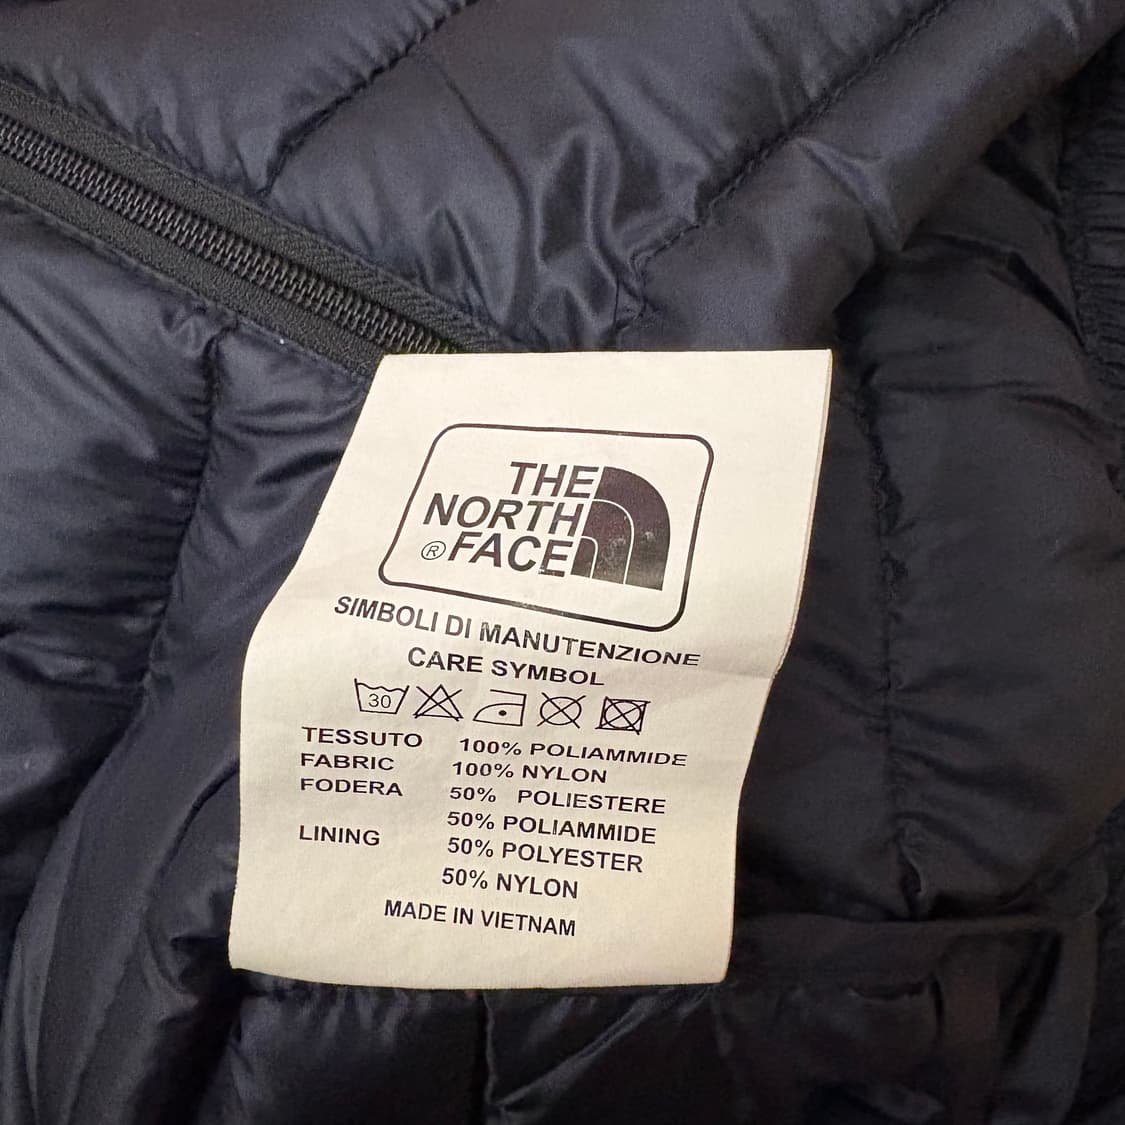 THE
NORTH
® FACE
SIMBOLI DI MANUTENZIONE
CARE SYMBOL
30
TESSUTO 100% POLIAMMIDE
FABRIC 100% NYLON
FODERA 50% POLIESTERE
50% POLIAMMIDE
LINING 50% POLYESTER
50% NYLON
MADE IN VIETNAM